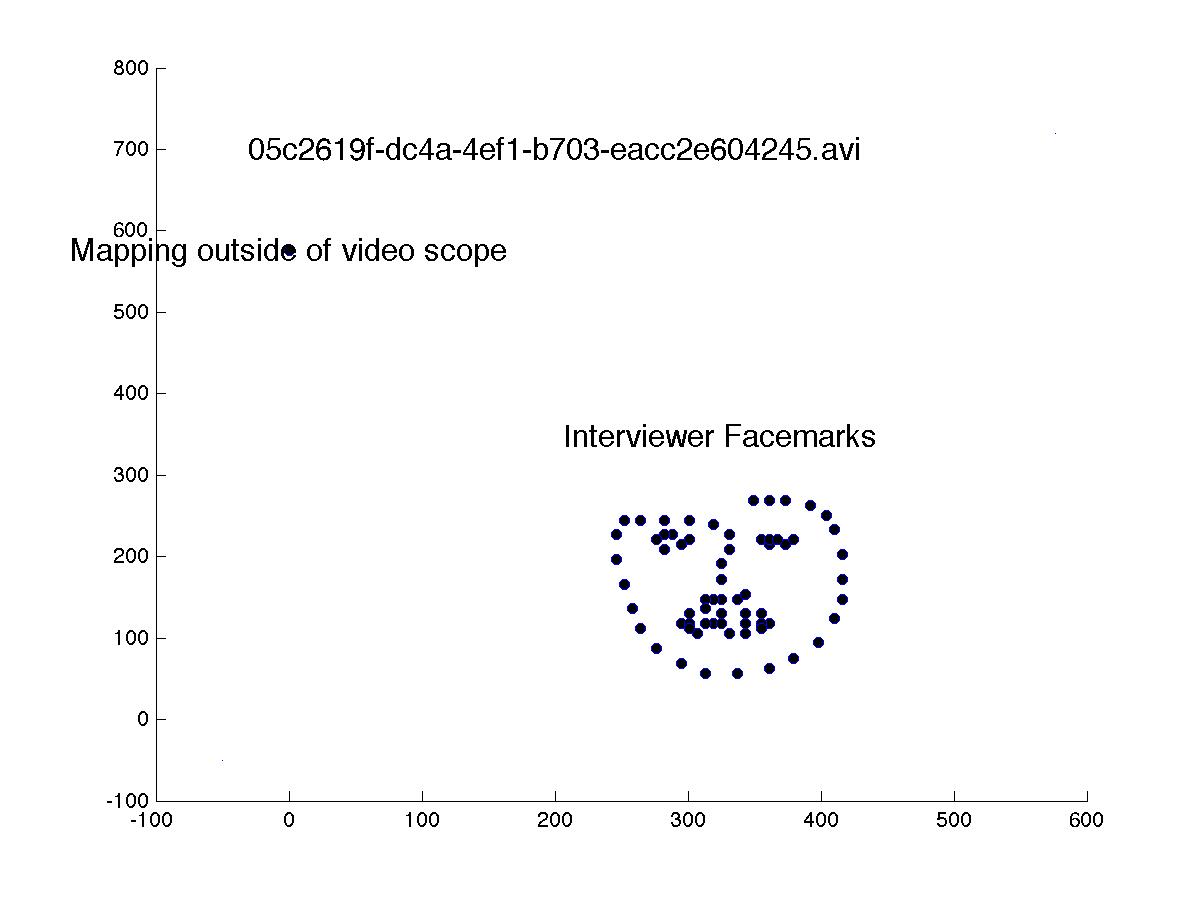 800
700
05c2619f-dc4a-4ef1-b703-eacc2e604245.avi
600
Mapping outside of video scope
500
400
Interviewer Facemarks
300
200
100
0
-100
-100 0 100 200 300 400 500 600